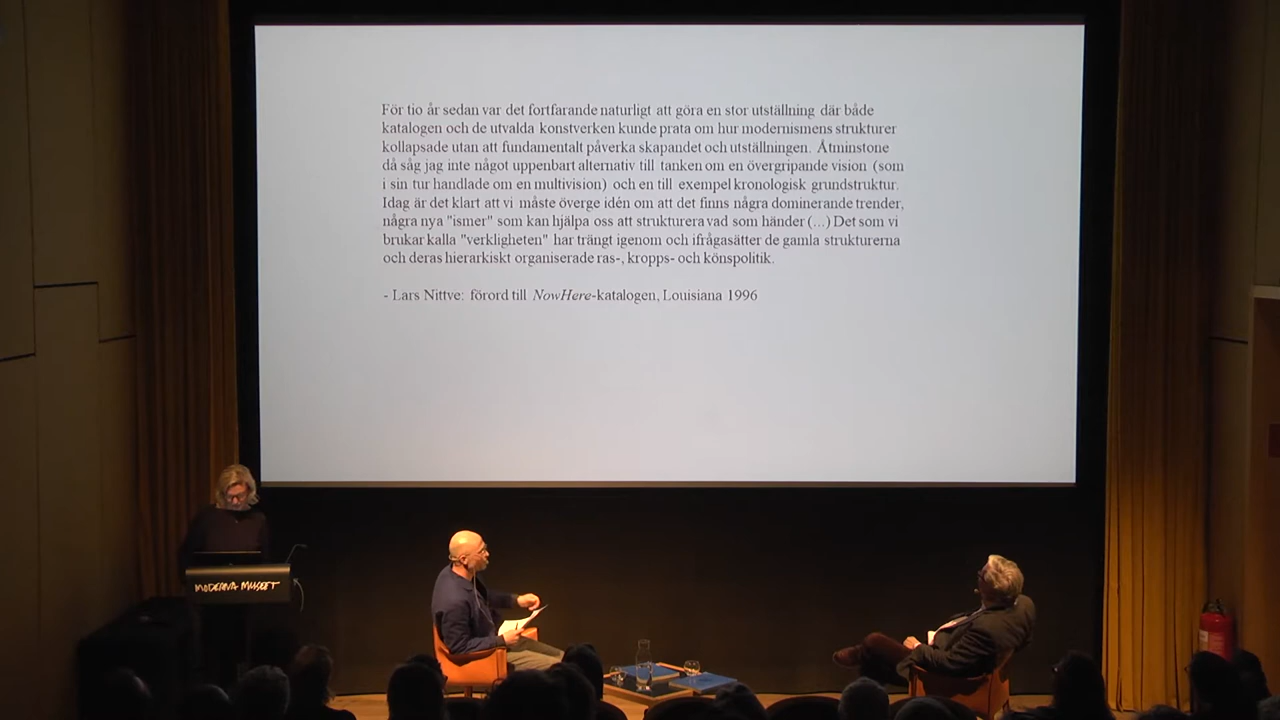 För tio år sedan var det fortfarande naturligt att göra en stor utställning där både
katalogen och de utvalda konstverken kunde prata om hur modernismens strukturer
kollapsade utan att fundamentalt påverka skapandet och utställningen. Åtminstone
då såg jag inte något uppenbart alternativ till tanken om en övergripande vision (som
i sin tur handlade om en multivision) och en till exempel kronologisk grundstruktur.
Idag är det klart att vi måste överge idén om att det finns några dominerande trender,
några nya "ismer" som kan hjälpa oss att strukturera vad som händer (...) Det som vi
brukar kalla "verkligheten" har trängt igenom och ifrågasätter de gamla strukturerna
och deras hierarkiskt organiserade ras-, kropps- och könspolitik.
- Lars Nittve: förord till NowHere-katalogen, Louisiana 1996
MODERNA MUSEET